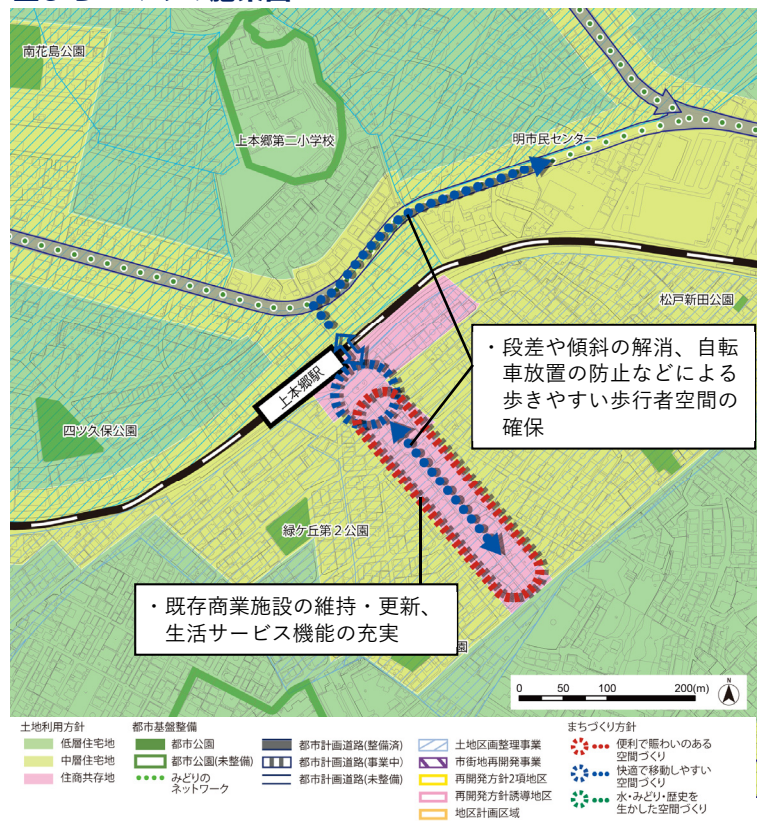 南花島公園
上本郷第二小学校
明市民センター
松戸新田公園
上本郷駅
・段差や傾斜の解消、自転
車放置の防止などによる
歩きやすい歩行者空間の
確保
四ツ久保公園
緑ケ丘第2公園
・既存商業施設の維持・更新、
生活サービス機能の充実
園
0 50 100 200(m)
N
土地利用方針
低層住宅地
中層住宅地
住商共存地
都市基盤整備
都市公園
都市公園(未整備)
みどりの
ネットワーク
都市計画道路(整備済)
都市計画道路(事業中)
都市計画道路(未整備)
土地区画整理事業
市街地再開発事業
再開発方針2項地区
再開発方針誘導地区
地区計画区域
まちづくり方針
便利で賑わいのある
空間づくり
快適で移動しやすい
空間づくり
水・みどり・歴史を
生かした空間づくり